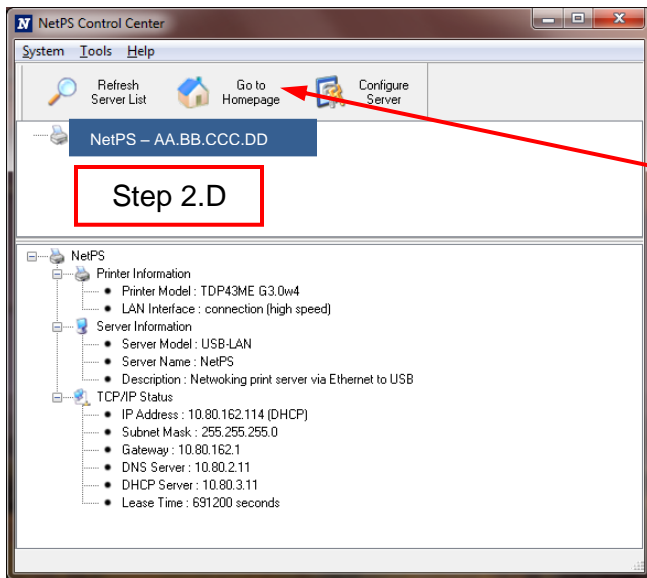 NetPS Control Center
System Tools Help
Refresh Server List
Go to Homepage
Configure Server
NetPS – AA.BB.CCC.DD
Step 2.D
NetPS
Printer Information
Printer Model : TDP43ME G3.0w4
LAN Interface : connection (high speed)
Server Information
Server Model : USB-LAN
Server Name : NetPS
Description : Netwoking print server via Ethernet to USB
TCP/IP Status
IP Address : 10.80.162.114 (DHCP)
Subnet Mask : 255.255.255.0
Gateway : 10.80.162.1
DNS Server : 10.80.2.11
DHCP Server : 10.80.3.11
Lease Time : 691200 seconds